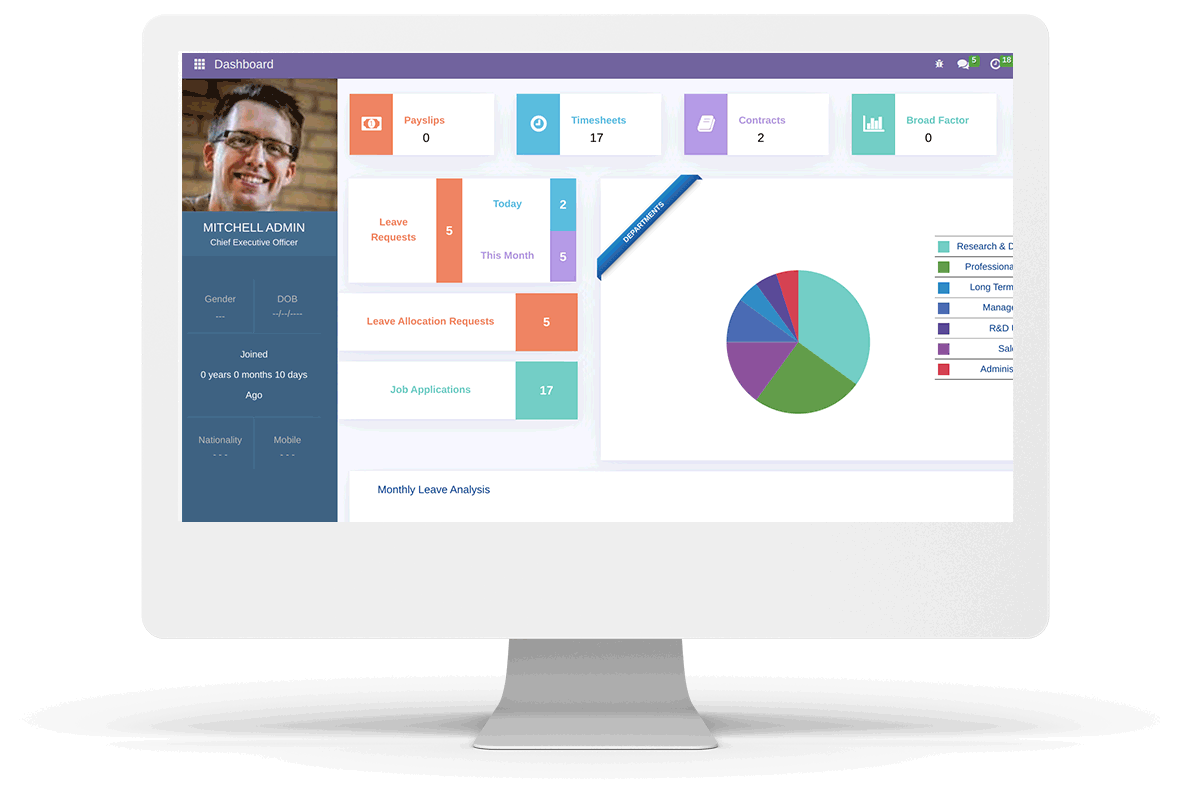 Dashboard
5
18
MITCHELL ADMIN
Chief Executive Officer
Gender
---
DOB
--/--/----
Joined
0 years 0 months 10 days
Ago
Nationality
- - -
Mobile
- - -
Payslips
0
Timesheets
17
Contracts
2
Broad Factor
0
Leave
Requests
5
Today
2
This Month
5
Leave Allocation Requests
5
Job Applications
17
DEPARTMENTS
Research & D
Professiona
Long Term
Manage
R&D
Sale
Adminis
Monthly Leave Analysis